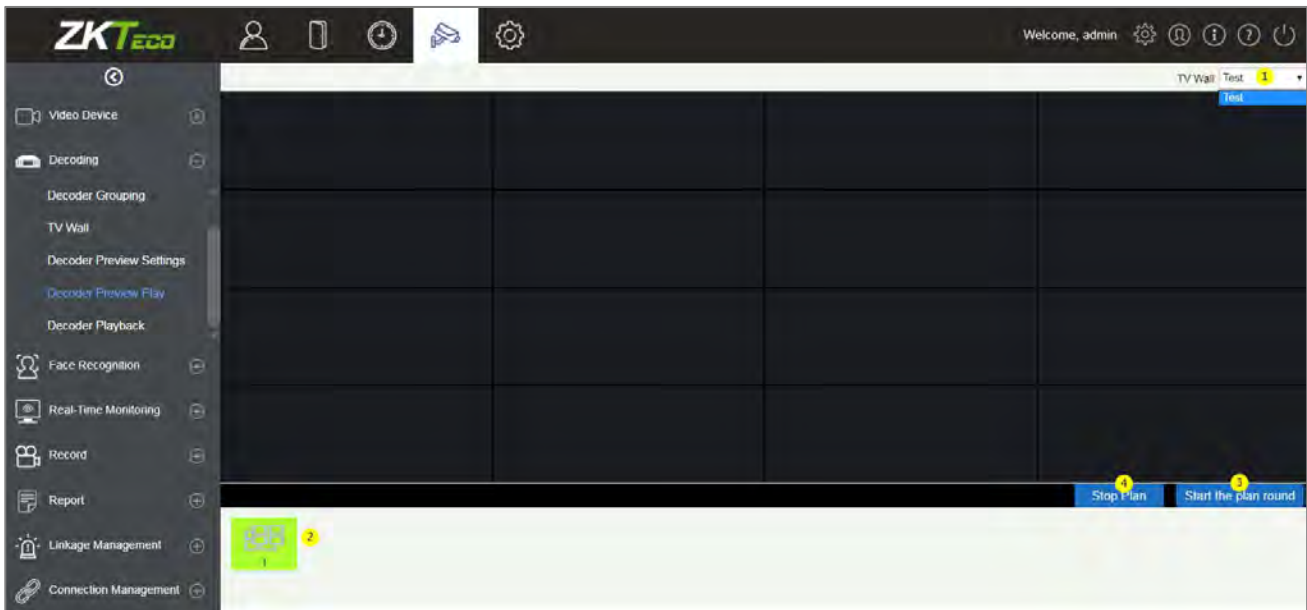 ZKTECO
Welcome, admin
TV Wall Test 1
Test
Video Device
Decoding
Decoder Grouping
TV Wall
Decoder Preview Settings
Decoder Preview Play
Decoder Playback
Face Recognition
Real-Time Monitoring
Record
Report
Linkage Management
Connection Management
4
Stop Plan
3
Start the plan round
2
1